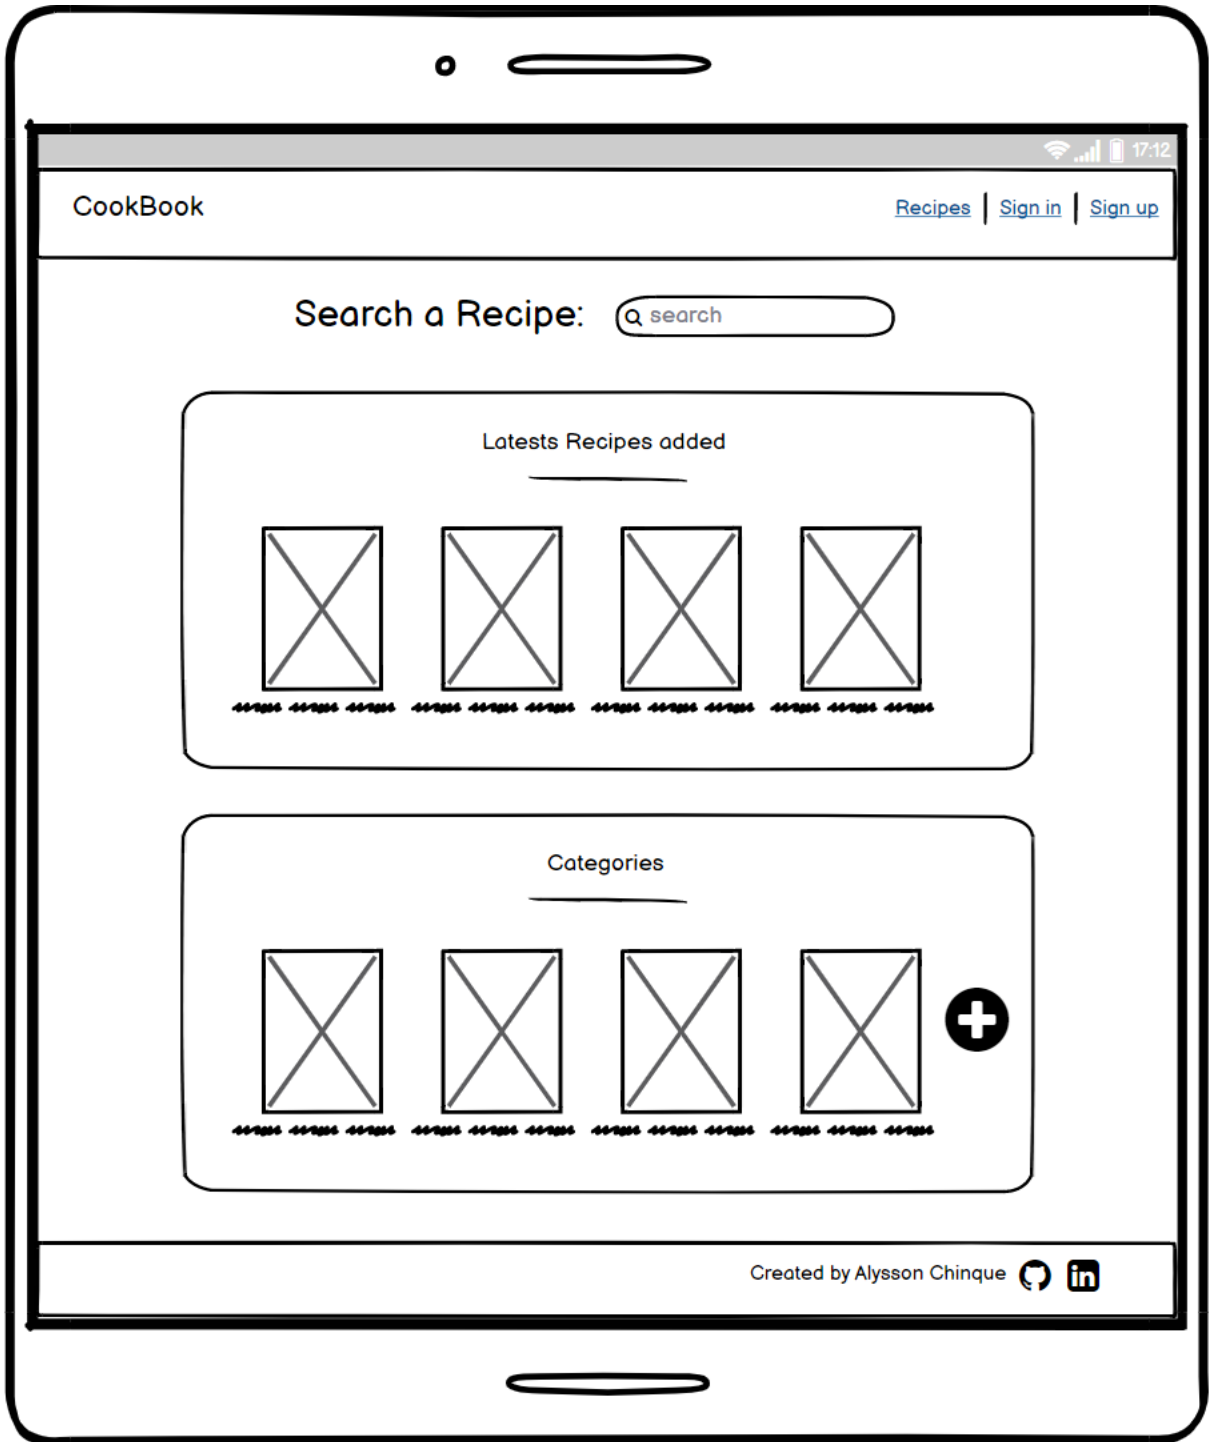 17:12
CookBook
Recipes | Sign in | Sign up
Search a Recipe: search
Latests Recipes added
Categories
Created by Alysson Chinque in